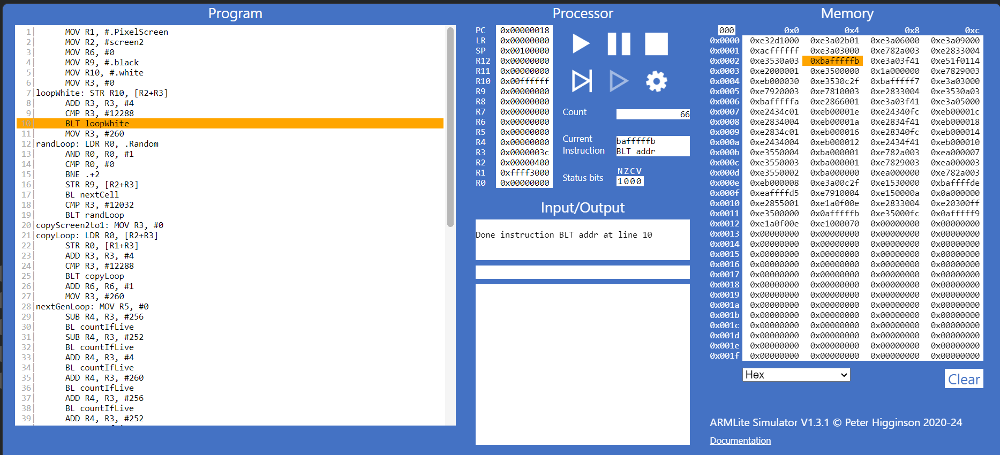 Program
1| MOV R1, #.PixelScreen
2| MOV R2, #screen2
3| MOV R6, #0
4| MOV R9, #.black
5| MOV R10, #.white
6| MOV R3, #0
7|loopWhite: STR R10, [R2+R3]
8| ADD R3, R3, #4
9| CMP R3, #12288
10| BLT loopWhite
11| MOV R3, #260
12|randLoop: LDR R0, .Random
13| AND R0, R0, #1
14| CMP R0, #0
15| BNE .+2
16| STR R9, [R2+R3]
17| BL nextCell
18| CMP R3, #12032
19| BLT randLoop
20|copyScreen2to1: MOV R3, #0
21|copyLoop: LDR R0, [R2+R3]
22| STR R0, [R1+R3]
23| ADD R3, R3, #4
24| CMP R3, #12288
25| BLT copyLoop
26| ADD R6, R6, #1
27| MOV R3, #260
28|nextGenLoop: MOV R5, #0
29| SUB R4, R3, #256
30| BL countIfLive
31| SUB R4, R3, #252
32| BL countIfLive
33| ADD R4, R3, #4
34| BL countIfLive
35| ADD R4, R3, #260
36| BL countIfLive
37| ADD R4, R3, #256
38| BL countIfLive
39| ADD R4, R3, #252
Processor
PC 0x00000018
LR 0x00000000
SP 0x00100000
R12 0x00000000
R11 0x00000000
R10 0x00ffffff
R9 0x00000000
R8 0x00000000
R7 0x00000000
R6 0x00000000
R5 0x00000000
R4 0x00000000
R3 0x0000003c
R2 0x00000400
R1 0xffff3000
R0 0x00000000
Count 66
Current Instruction
bafffffb
BLT addr
Status bits
NZCV
1000
Input/Output
Done instruction BLT addr at line 10
Memory
000 0x0 0x4 0x8 0xc
0x0000 0xe32d1000 0xe3a02b01 0xe3a06000 0xe3a09000
0x0001 0xacffffff 0xe3a03000 0xe782a003 0xe2833004
0x0002 0xe3530a03 0xbafffffb 0xe3a03f41 0xe51f0114
0x0003 0xe2000001 0xe3500000 0x1a000000 0xe7829003
0x0004 0xeb000030 0xe3530c2f 0xbafffff7 0xe3a03000
0x0005 0xe7920003 0xe7810003 0xe2833004 0xe3530a03
0x0006 0xbafffffa 0xe2866001 0xe3a03f41 0xe3a05000
0x0007 0xe2434c01 0xeb00001e 0xe24340fc 0xeb00001c
0x0008 0xe2834004 0xeb00001a 0xe2834f41 0xeb000018
0x0009 0xe2834c01 0xeb000016 0xe28340fc 0xeb000014
0x000a 0xe2434004 0xeb000012 0xe2434f41 0xeb000010
0x000b 0xe3550004 0xba000001 0xe782a003 0xea000007
0x000c 0xe3550003 0xba000001 0xe7829003 0xea000003
0x000d 0xe3550002 0xba000000 0xea000000 0xe782a003
0x000e 0xeb000008 0xe3a00c2f 0xe1530000 0xbaffffde
0x000f 0xeaffffd5 0xe7910004 0xe150000a 0x0a000000
0x0010 0xe2855001 0xe1a0f00e 0xe2833004 0xe20300ff
0x0011 0xe3500000 0x0afffffb 0xe35000fc 0x0afffff9
0x0012 0xe1a0f00e 0xe1000070 0x00000000 0x00000000
0x0013 0x00000000 0x00000000 0x00000000 0x00000000
0x0014 0x00000000 0x00000000 0x00000000 0x00000000
0x0015 0x00000000 0x00000000 0x00000000 0x00000000
0x0016 0x00000000 0x00000000 0x00000000 0x00000000
0x0017 0x00000000 0x00000000 0x00000000 0x00000000
0x0018 0x00000000 0x00000000 0x00000000 0x00000000
0x0019 0x00000000 0x00000000 0x00000000 0x00000000
0x001a 0x00000000 0x00000000 0x00000000 0x00000000
0x001b 0x00000000 0x00000000 0x00000000 0x00000000
0x001c 0x00000000 0x00000000 0x00000000 0x00000000
0x001d 0x00000000 0x00000000 0x00000000 0x00000000
0x001e 0x00000000 0x00000000 0x00000000 0x00000000
0x001f 0x00000000 0x00000000 0x00000000 0x00000000
Hex
Clear
ARMLite Simulator V1.3.1 © Peter Higginson 2020-24
Documentation